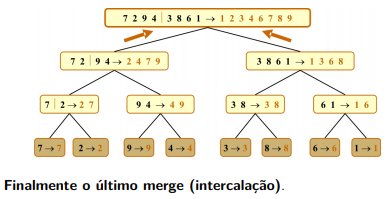 7 2 9 4 | 3 8 6 1 → 1 2 3 4 6 7 8 9
7 2 | 9 4 → 2 4 7 9
3 8 6 1 → 1 3 6 8
7 | 2 → 2 7
9 4 → 4 9
3 8 → 3 8
6 1 → 1 6
7 → 7
2 → 2
9 → 9
4 → 4
3 → 3
8 → 8
6 → 6
1 → 1
Finalmente o último merge (intercalação).